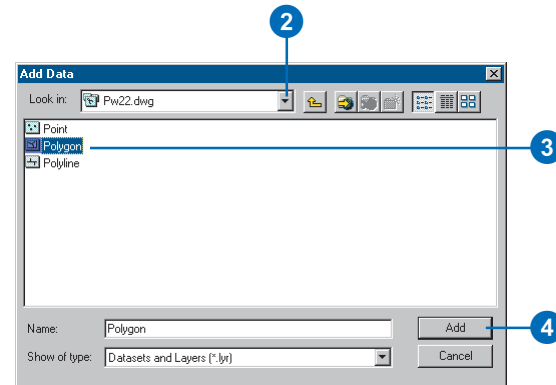 2
Add Data
Look in: Pw22.dwg
Point
Polygon
Polyline
3
Name: Polygon Add
4
Show of type: Datasets and Layers (*.lyr) Cancel